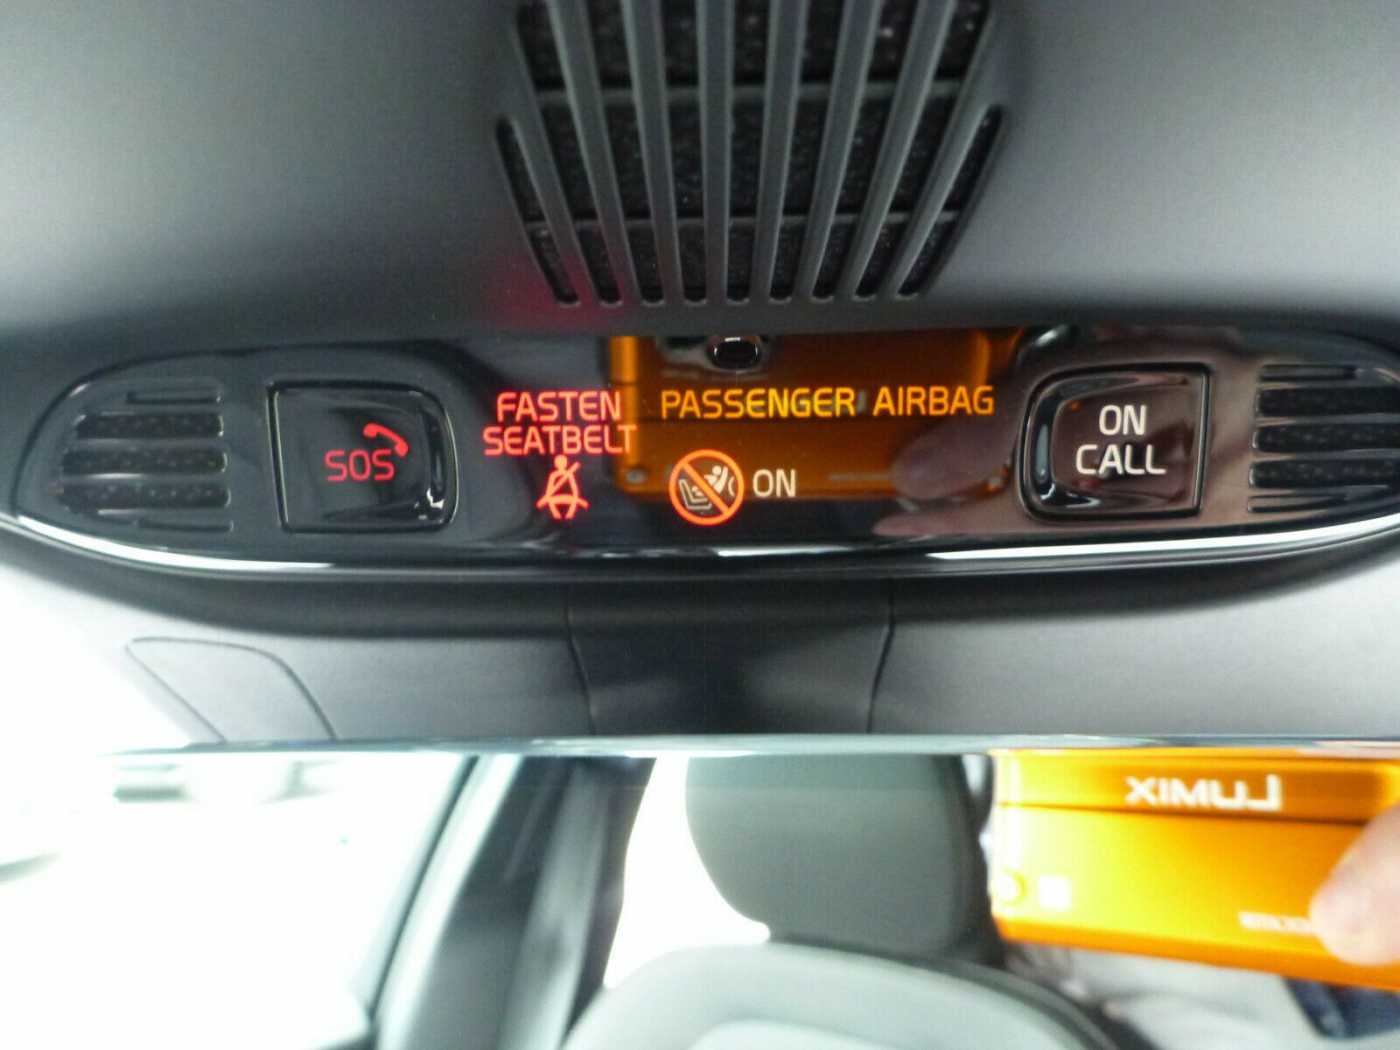 SOS
FASTEN
SEATBELT
PASSENGER AIRBAG
ON
ON
CALL
LUMIX